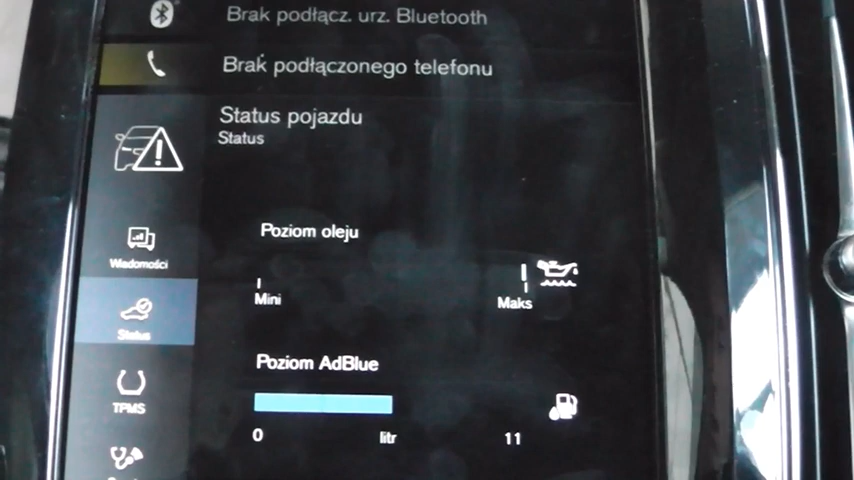 Brak podłącz. urz. Bluetooth
Brak podłączonego telefonu
Status pojazdu
Status
Poziom oleju
Wiadomości
Mini
Maks
Status
Poziom AdBlue
TPMS
0 litr 11